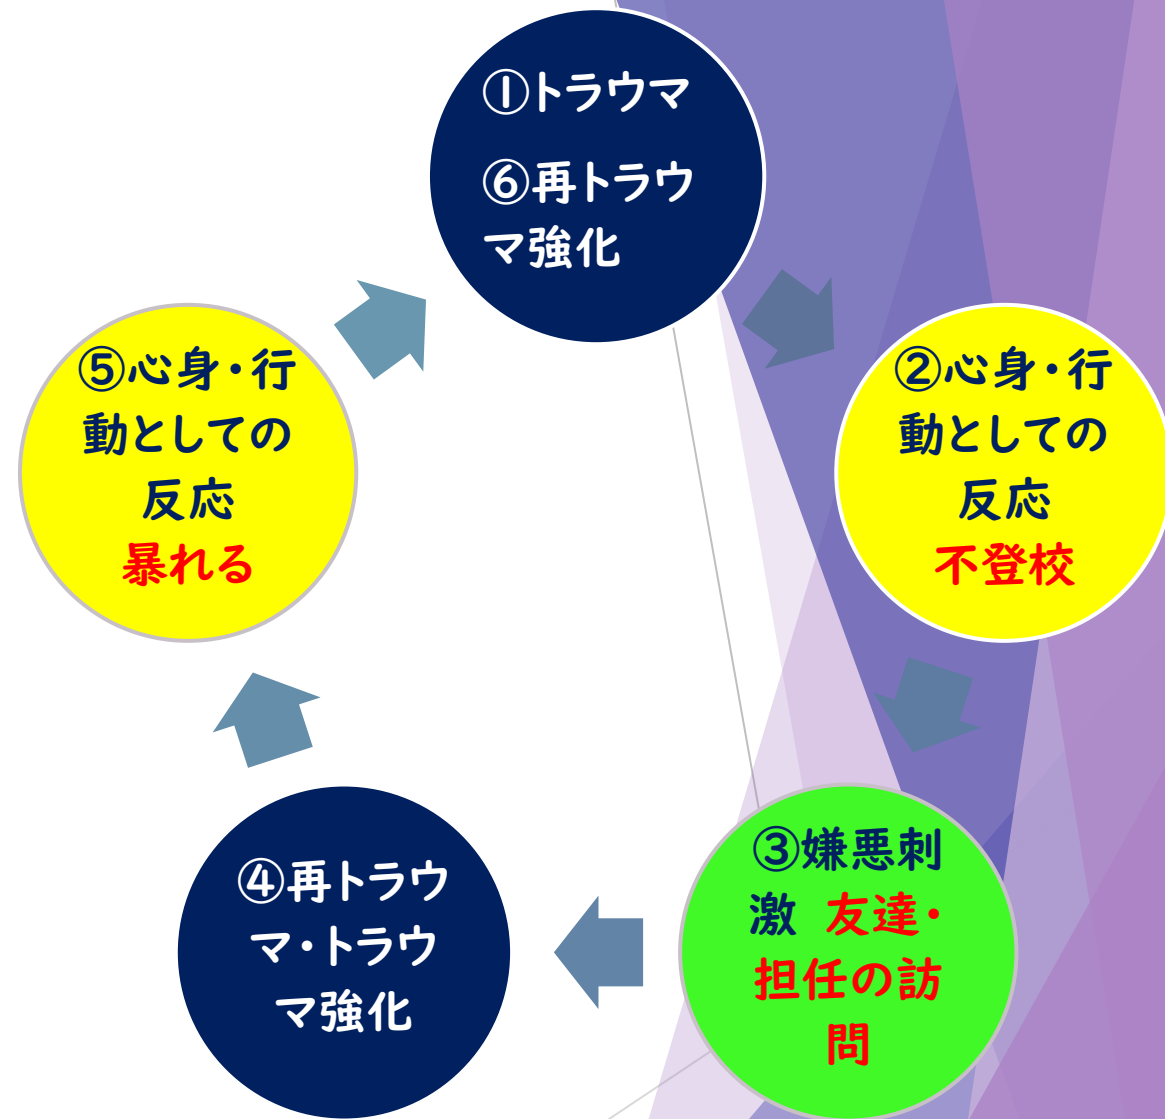 ①トラウマ
⑥再トラウ
マ強化
②心身・行
動としての
反応
不登校
③嫌悪刺
激 友達・
担任の訪
問
④再トラウ
マ・トラウ
マ強化
⑤心身・行
動としての
反応
暴れる